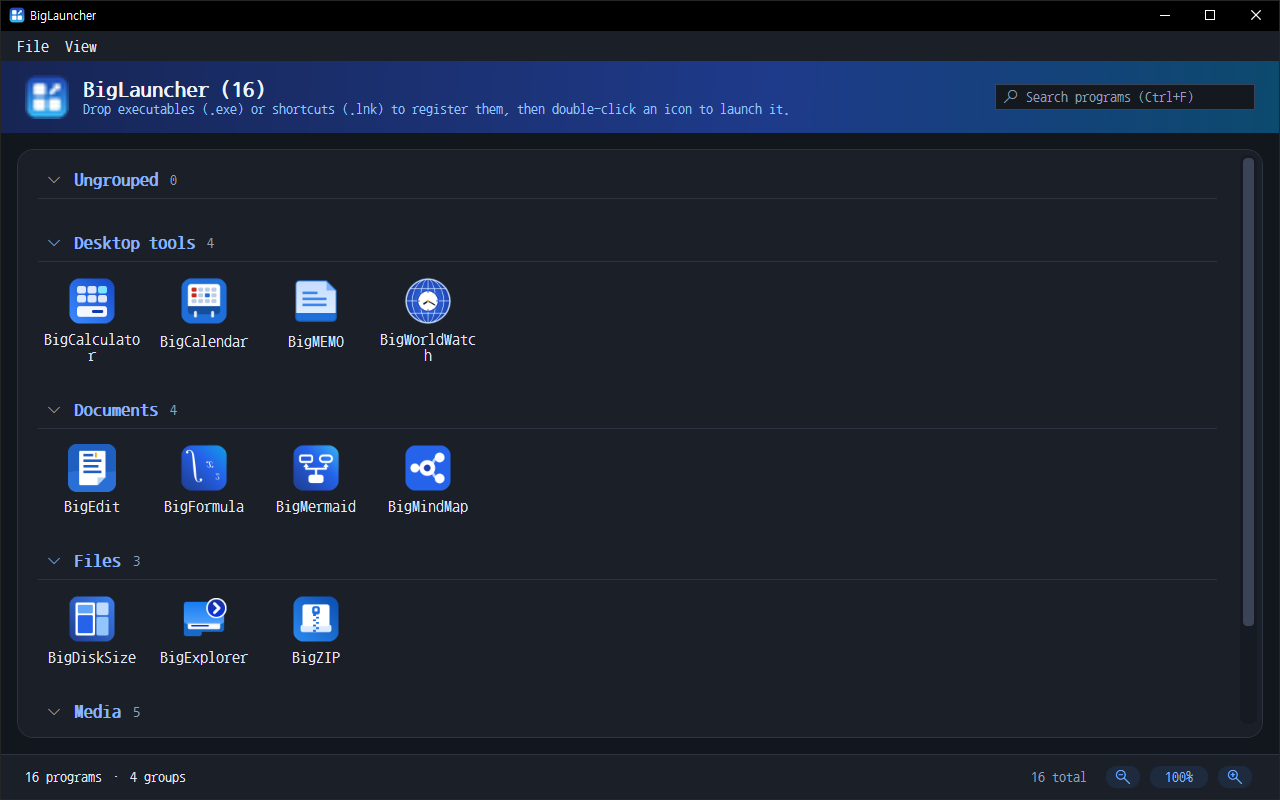 BigLauncher
File View
BigLauncher (16)
Drop executables (.exe) or shortcuts (.lnk) to register them, then double-click an icon to launch it.
Search programs (Ctrl+F)
Ungrouped 0
Desktop tools 4
BigCalculato
r
BigCalendar
BigMEMO
BigWorldWatc
h
Documents 4
BigEdit
BigFormula
BigMermaid
BigMindMap
Files 3
BigDiskSize
BigExplorer
BigZIP
Media 5
16 programs · 4 groups
16 total
100%